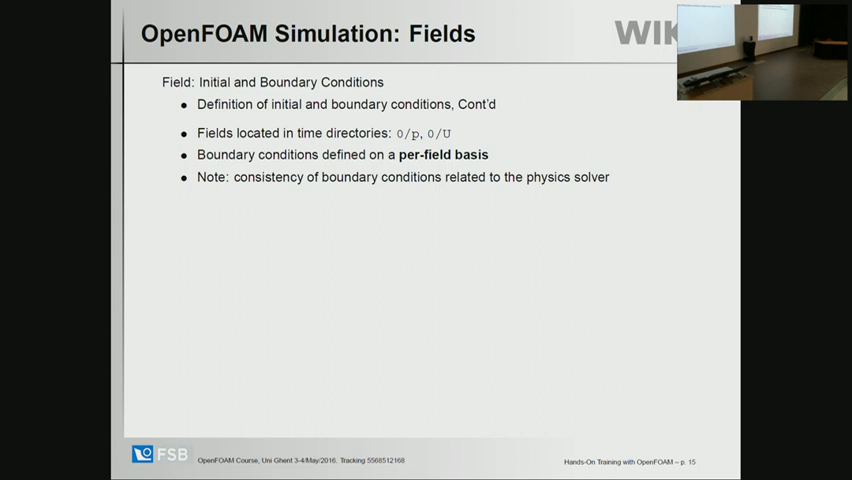 OpenFOAM Simulation: Fields
WIK
Field: Initial and Boundary Conditions
● Definition of initial and boundary conditions, Cont'd
● Fields located in time directories: 0/p, 0/U
● Boundary conditions defined on a per-field basis
● Note: consistency of boundary conditions related to the physics solver
FSB
OpenFOAM Course, Uni Ghent 3-4/May/2016. Tracking 5568512168
Hands-On Training with OpenFOAM – p. 15